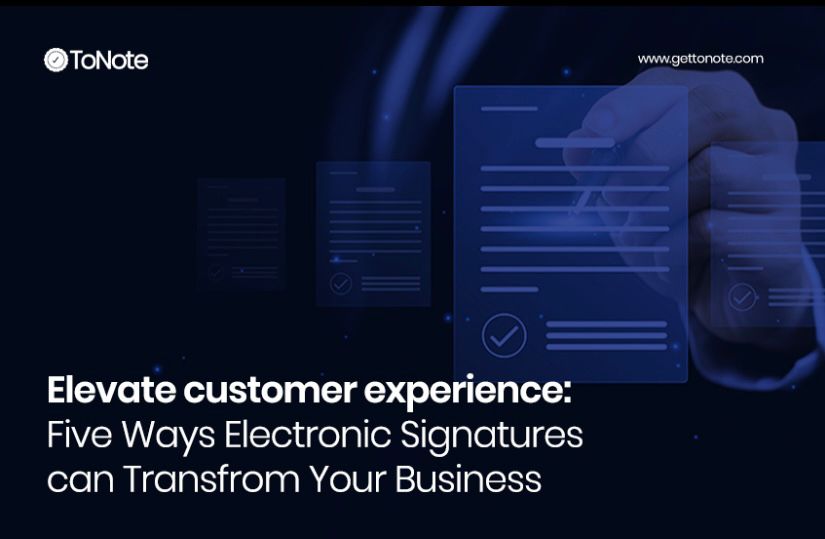 ToNote
www.gettonote.com
Elevate customer experience:
Five Ways Electronic Signatures
can Transfrom Your Business